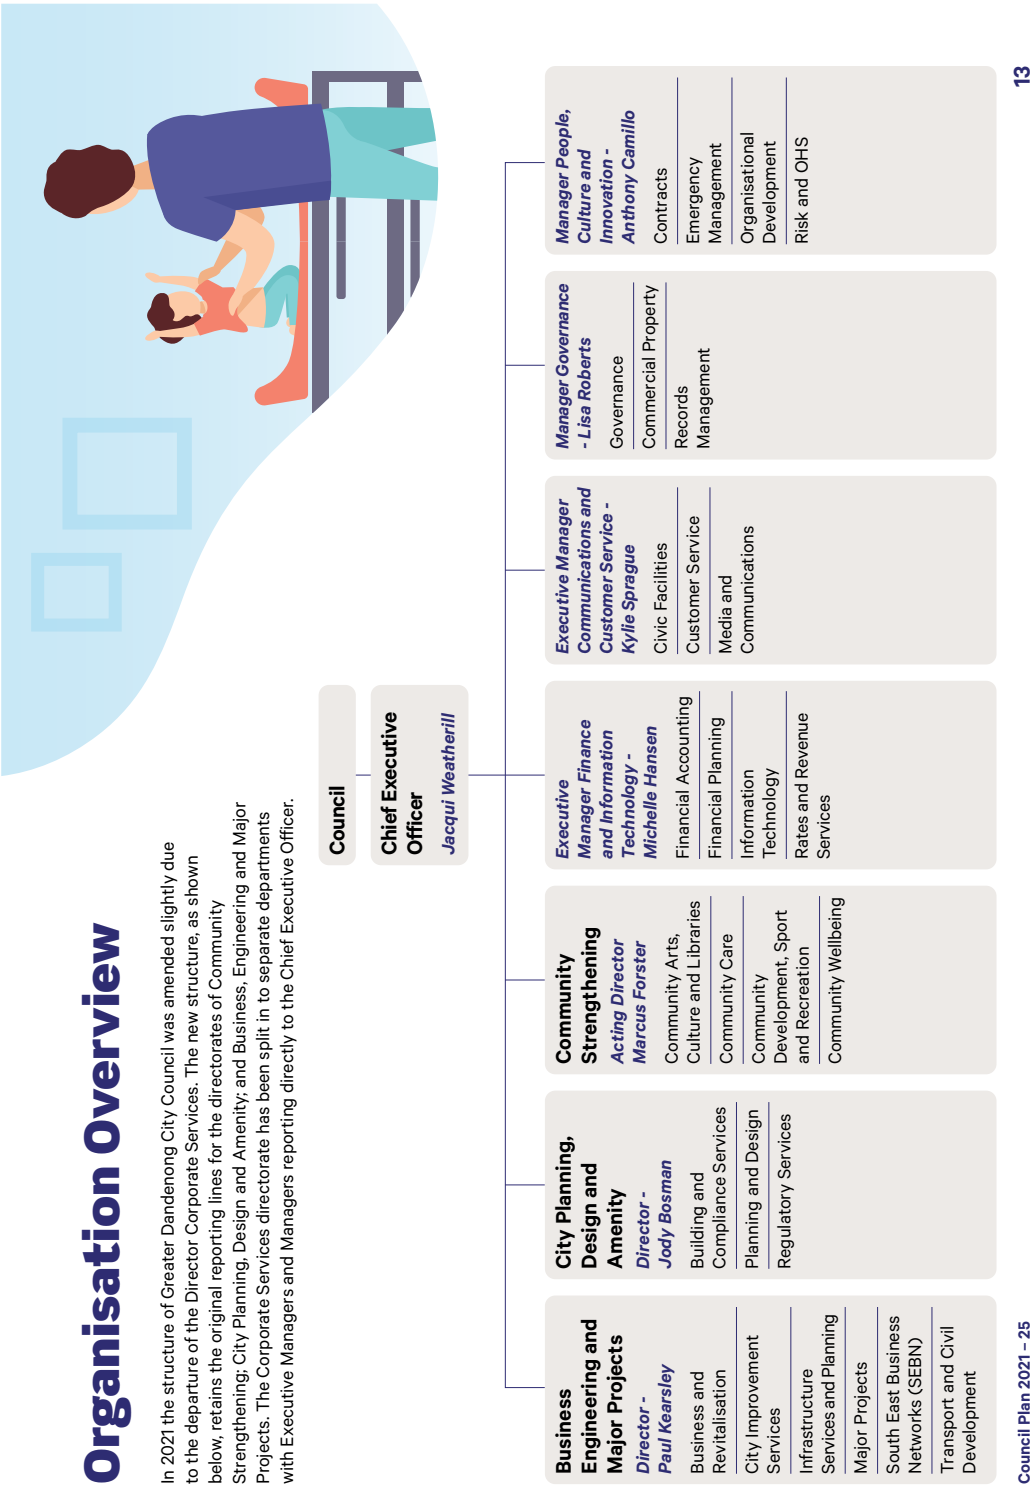 Organisation Overview
In 2021 the structure of Greater Dandenong City Council was amended slightly due
to the departure of the Director Corporate Services. The new structure, as shown
below, retains the original reporting lines for the directorates of Community
Strengthening; City Planning, Design and Amenity; and Business, Engineering and Major
Projects. The Corporate Services directorate has been split in to separate departments
with Executive Managers and Managers reporting directly to the Chief Executive Officer.
Council
Chief Executive
Officer
Jacqui Weatherill
Business
Engineering and
Major Projects
Director -
Paul Kearsley
Business and
Revitalisation
City Improvement
Services
Infrastructure
Services and Planning
Major Projects
South East Business
Networks (SEBN)
Transport and Civil
Development
City Planning,
Design and
Amenity
Director -
Jody Bosman
Building and
Compliance Services
Planning and Design
Regulatory Services
Community
Strengthening
Acting Director
Marcus Forster
Community Arts,
Culture and Libraries
Community Care
Community
Development, Sport
and Recreation
Community Wellbeing
Executive
Manager Finance
and Information
Technology -
Michelle Hansen
Financial Accounting
Financial Planning
Information
Technology
Rates and Revenue
Services
Executive Manager
Communications and
Customer Service -
Kylie Sprague
Civic Facilities
Customer Service
Media and
Communications
Manager Governance
- Lisa Roberts
Governance
Commercial Property
Records
Management
Manager People,
Culture and
Innovation -
Anthony Camillo
Contracts
Emergency
Management
Organisational
Development
Risk and OHS
Council Plan 2021 – 25
13